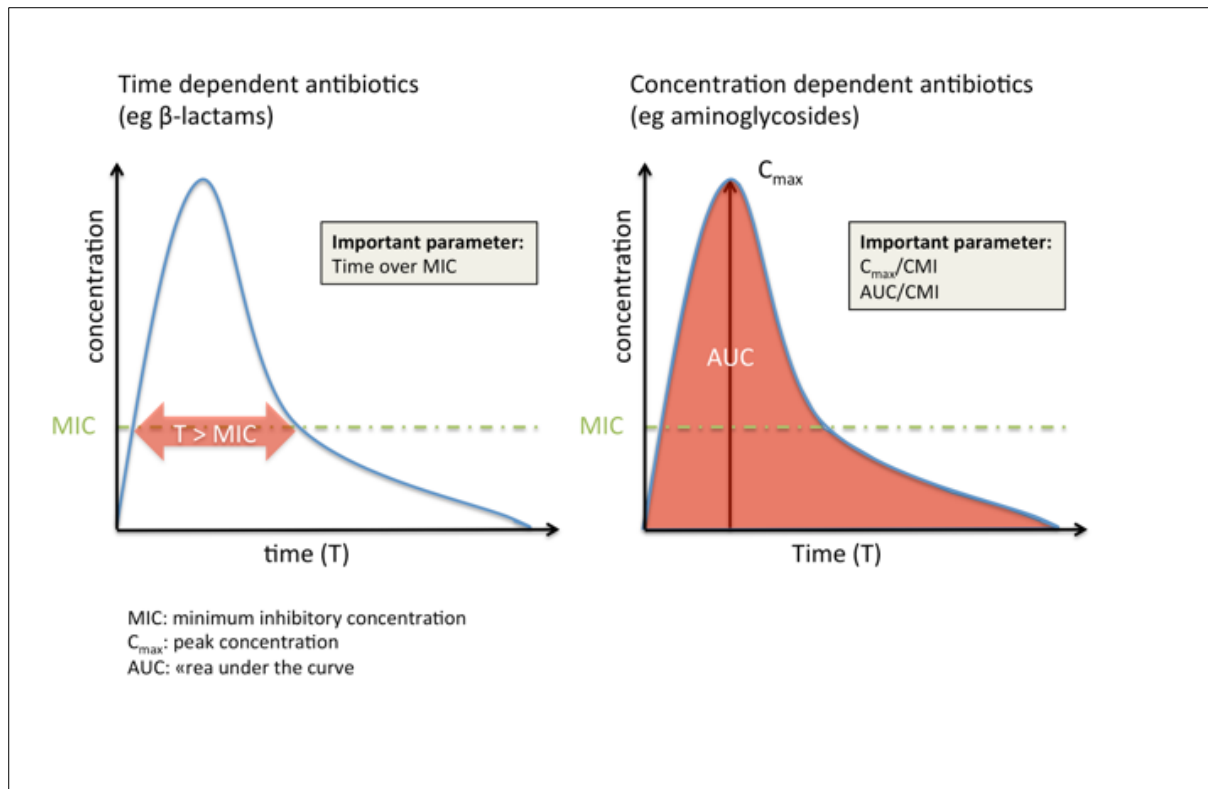 Time dependent antibiotics
(eg β-lactams)
concentration
Important parameter:
Time over MIC
MIC
T > MIC
time (T)
Concentration dependent antibiotics
(eg aminoglycosides)
Cmax
concentration
Important parameter:
Cmax/CMI
AUC/CMI
AUC
MIC
Time (T)
MIC: minimum inhibitory concentration
Cmax: peak concentration
AUC: «rea under the curve